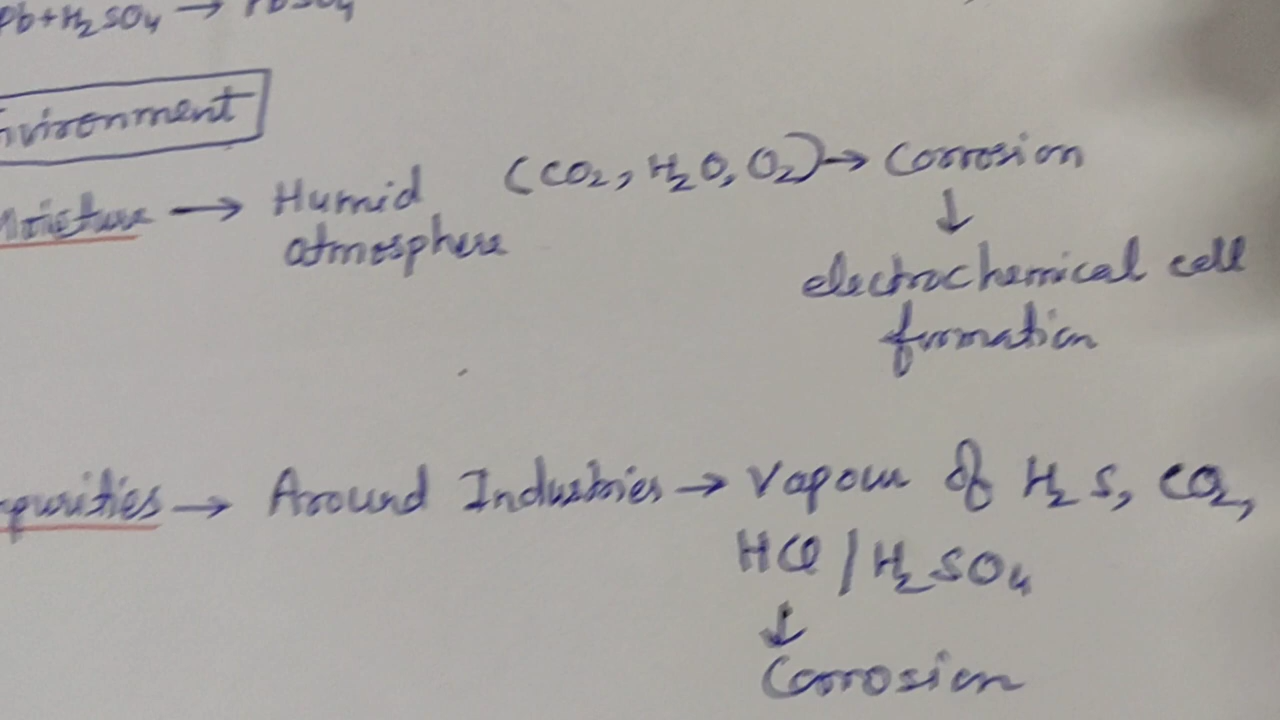 Pb+H₂SO₄ → PbSO₄
nvironment
Moisture → Humid atmosphere (CO₂, H₂O, O₂) → Corrosion
↓
electrochemical cell
formation
purities → Around Industries → Vapour of H₂S, CO₂,
HCl / H₂SO₄
↓
Corrosion